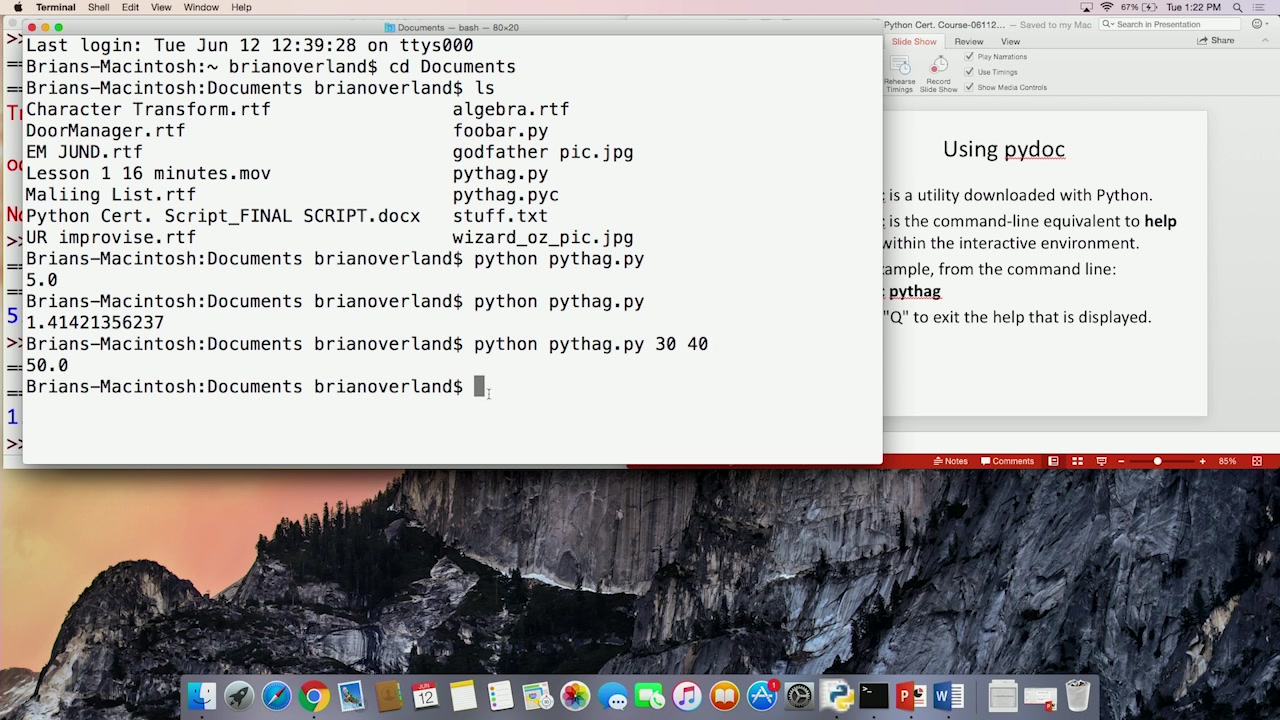 Terminal Shell Edit View Window Help
67% Tue 1:22 PM
Documents — bash — 80×20
Last login: Tue Jun 12 12:39:28 on ttys000
Brians-Macintosh:~ brianoverland$ cd Documents
Brians-Macintosh:Documents brianoverland$ ls
Character Transform.rtf algebra.rtf
DoorManager.rtf foobar.py
EM JUND.rtf godfather pic.jpg
Lesson 1 16 minutes.mov pythag.py
Maliing List.rtf pythag.pyc
Python Cert. Script_FINAL SCRIPT.docx stuff.txt
UR improvise.rtf wizard_oz_pic.jpg
Brians-Macintosh:Documents brianoverland$ python pythag.py
5.0
Brians-Macintosh:Documents brianoverland$ python pythag.py
1.41421356237
Brians-Macintosh:Documents brianoverland$ python pythag.py 30 40
50.0
Brians-Macintosh:Documents brianoverland$
Python Cert. Course-06112... — Saved to my Mac
Search in Presentation
Slide Show Review View
Share
Rehearse Timings
Record Slide Show
Play Narrations
Use Timings
Show Media Controls
Using pydoc
is a utility downloaded with Python.
is the command-line equivalent to help
within the interactive environment.
ample, from the command line:
pythag
"Q" to exit the help that is displayed.
Notes Comments 85%
>>
==
5
>>
==
1
>>
12
1